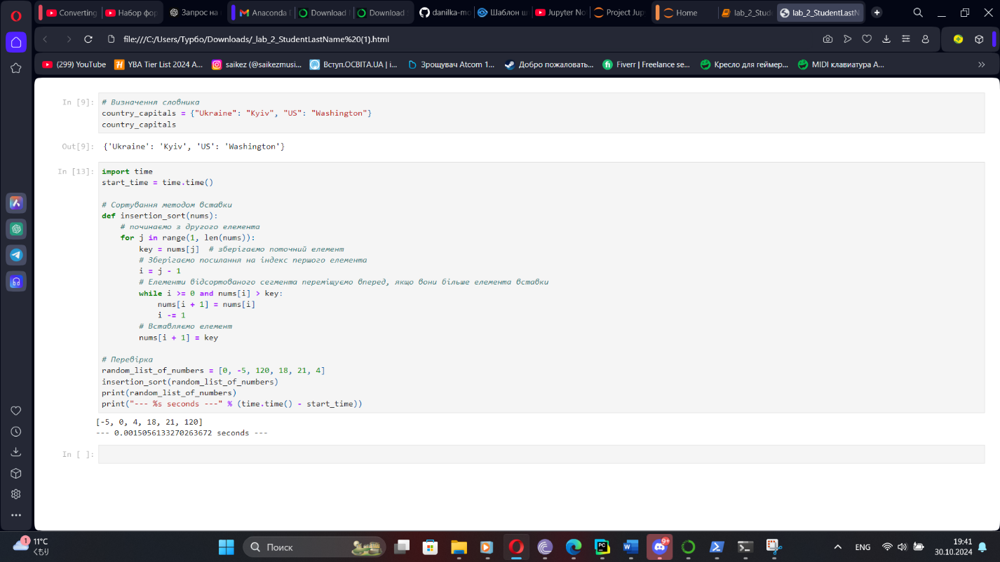 Converting
Набор фор
Запрос на
Anaconda
Download
Download
danilka-mo
Шаблон ш
Jupyter No
Project Jup
Home
lab_2_Stude
lab_2_StudentLastN
file:///C:/Users/Турбо/Downloads/_lab_2_StudentLastName%20(1).html
(299) YouTube
YBA Tier List 2024 A...
saikez (@saikezmusi...
Вступ.ОСВІТА.UA | і...
Зрощувач Atcom 1...
Добро пожаловать...
Fiverr | Freelance se...
Кресло для геймер...
MIDI клавиатура A...
In [9]:
# Визначення словника
country_capitals = {"Ukraine": "Kyiv", "US": "Washington"}
country_capitals
Out[9]:
{'Ukraine': 'Kyiv', 'US': 'Washington'}
In [13]:
import time
start_time = time.time()
# Сортування методом вставки
def insertion_sort(nums):
# починаємо з другого елемента
for j in range(1, len(nums)):
key = nums[j]  # зберігаємо поточний елемент
# Зберігаємо посилання на індекс першого елемента
i = j - 1
# Елементи відсортованого сегмента переміщуємо вперед, якщо вони більше елемента вставки
while i >= 0 and nums[i] > key:
nums[i + 1] = nums[i]
i -= 1
# Вставляємо елемент
nums[i + 1] = key
# Перевірка
random_list_of_numbers = [0, -5, 120, 18, 21, 4]
insertion_sort(random_list_of_numbers)
print(random_list_of_numbers)
print("--- %s seconds ---" % (time.time() - start_time))
[-5, 0, 4, 18, 21, 120]
--- 0.0015056133270263672 seconds ---
In [ ]:
1
11°C
くもり
Поиск
PC
9+
ENG
19:41
30.10.2024